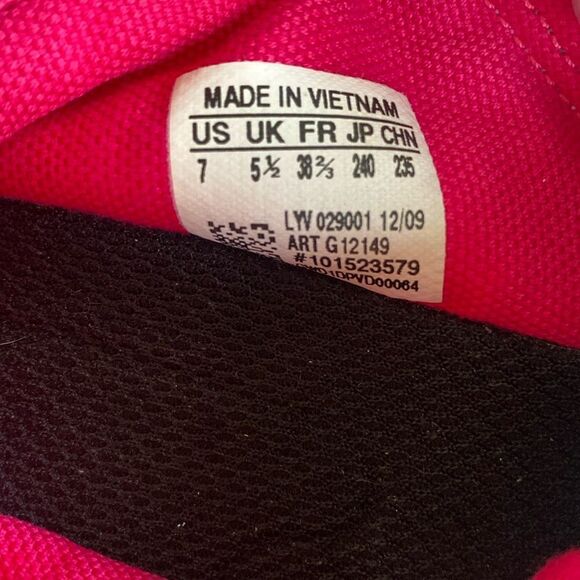 MADE IN VIETNAM
US UK FR JP CHN
7 5½ 38⅔ 240 235
LYV 029001 12/09
ART G12149
#101523579